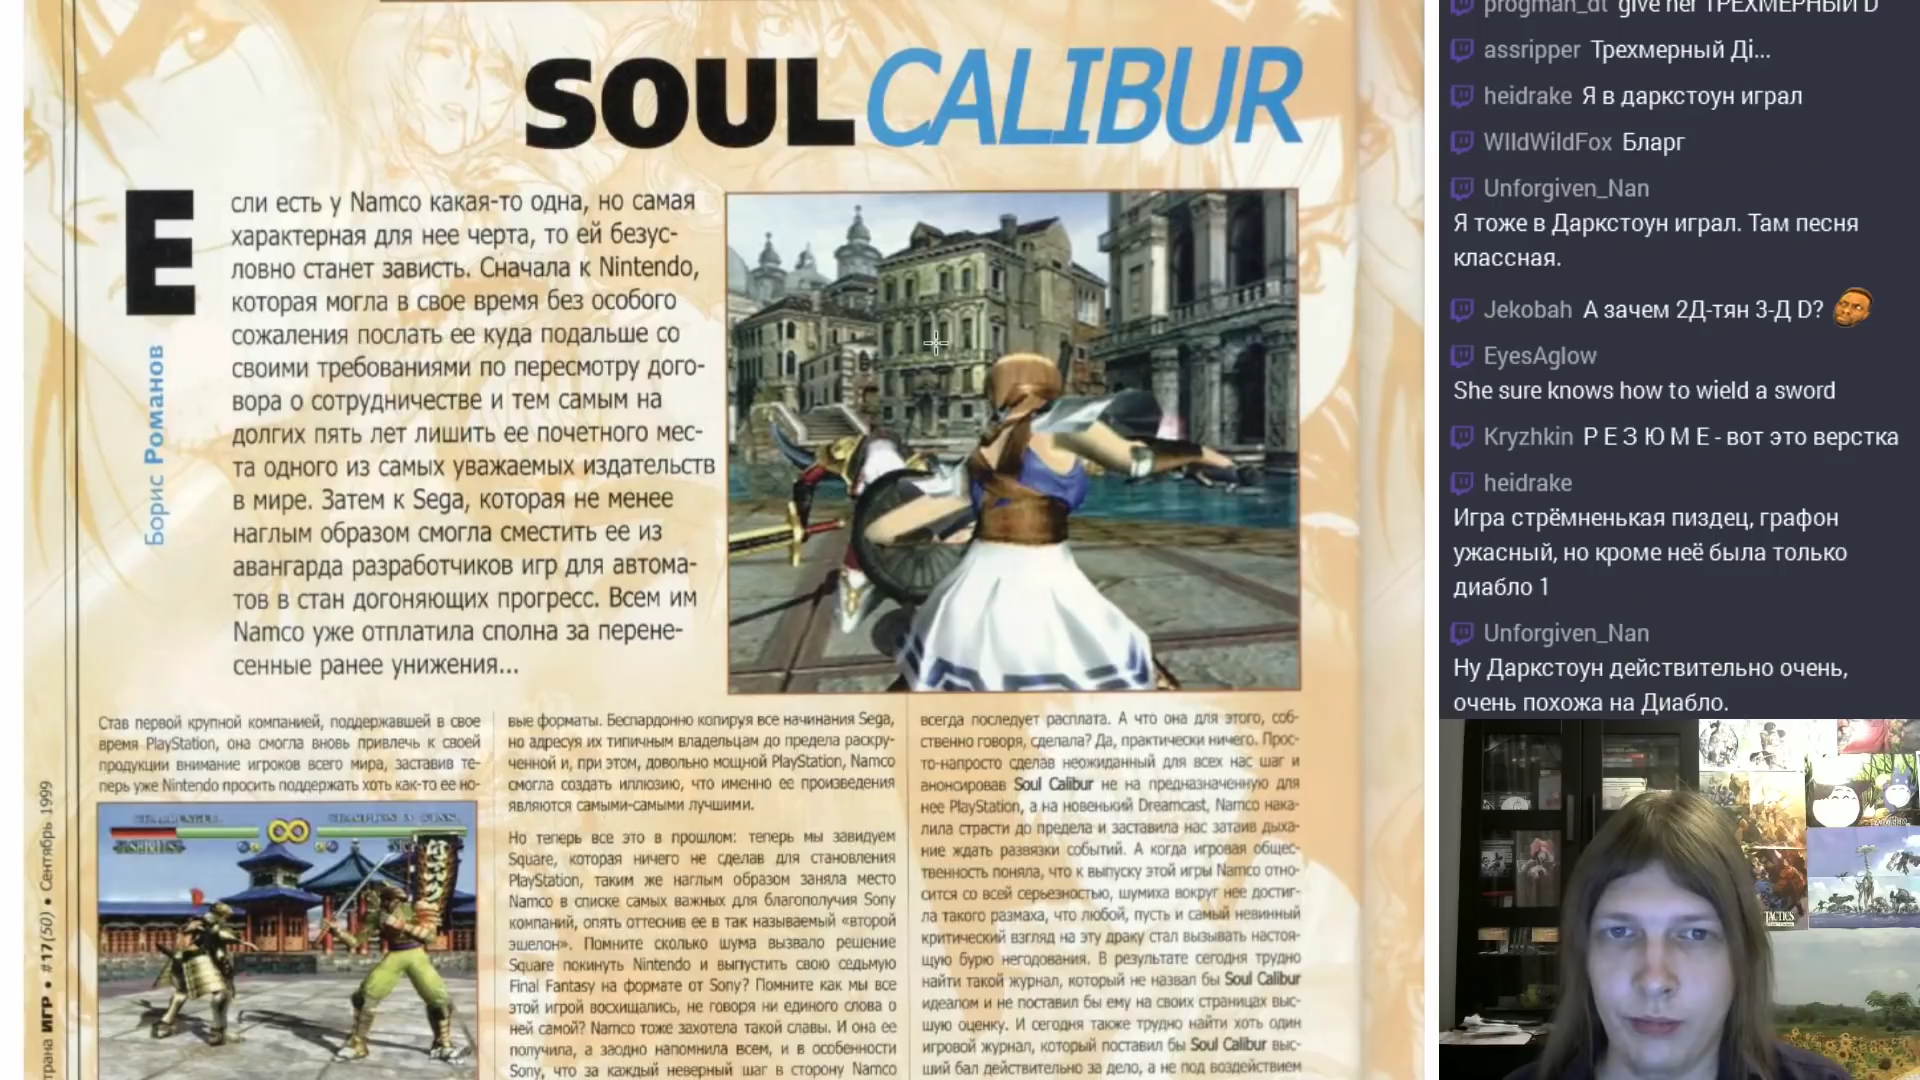 SOUL CALIBUR
Е
сли есть у Namco какая-то одна, но самая
характерная для нее черта, то ей безус-
ловно станет зависть. Сначала к Nintendo,
которая могла в свое время без особого
сожаления послать ее куда подальше со
своими требованиями по пересмотру дого-
вора о сотрудничестве и тем самым на
долгих пять лет лишить ее почетного мес-
та одного из самых уважаемых издательств
в мире. Затем к Sega, которая не менее
наглым образом смогла сместить ее из
авангарда разработчиков игр для автома-
тов в стан догоняющих прогресс. Всем им
Namco уже отплатила сполна за перене-
сенные ранее унижения...
Борис Романов
Став первой крупной компанией, поддержавшей в свое
время PlayStation, она смогла вновь привлечь к своей
продукции внимание игроков всего мира, заставив те-
перь уже Nintendo просить поддержать хоть как-то ее но-
вые форматы. Беспардонно копируя все начинания Sega,
но адресуя их типичным владельцам до предела раскру-
ченной и, при этом, довольно мощной PlayStation, Namco
смогла создать иллюзию, что именно ее произведения
являются самыми-самыми лучшими.
Но теперь все это в прошлом: теперь мы завидуем
Square, которая ничего не сделав для становления
PlayStation, таким же наглым образом заняла место
Namco в списке самых важных для благополучия Sony
компаний, опять оттеснив ее в так называемый «второй
эшелон». Помните сколько шума вызвало решение
Square покинуть Nintendo и выпустить свою седьмую
Final Fantasy на формате от Sony? Помните как мы все
этой игрой восхищались, не говоря ни единого слова о
ней самой? Namco тоже захотела такой славы. И она ее
получила, а заодно напомнила всем, и в особенности
Sony, что за каждый неверный шаг в сторону Namco
всегда последует расплата. А что она для этого, соб-
ственно говоря, сделала? Да, практически ничего. Прос-
то-напросто сделав неожиданный для всех нас шаг и
анонсировав Soul Calibur не на предназначенную для
нее PlayStation, а на новенький Dreamcast, Namco нака-
лила страсти до предела и заставила нас затаив дыха-
ние ждать развязки событий. А когда игровая общес-
твенность поняла, что к выпуску этой игры Namco отно-
сится со всей серьезностью, шумиха вокруг нее достиг-
ла такого размаха, что любой, пусть и самый невинный
критический взгляд на эту драку стал вызывать настоя-
щую бурю негодования. В результате сегодня трудно
найти такой журнал, который не назвал бы Soul Calibur
идеалом и не поставил бы ему на своих страницах выс-
шую оценку. И сегодня также трудно найти хоть один
игровой журнал, который поставил бы Soul Calibur выс-
ший бал действительно за дело, а не под воздействием
трана ИГР • #17(50) • Сентябрь 1999
progman_dt give her ТРЕХМЕРНЫЙ D
assripper Трехмерный Ді...
heidrake Я в даркстоун играл
WIldWildFox Бларг
Unforgiven_Nan
Я тоже в Даркстоун играл. Там песня
классная.
Jekobah А зачем 2Д-тян 3-Д D?
EyesAglow
She sure knows how to wield a sword
Kryzhkin Р Е З Ю М Е - вот это верстка
heidrake
Игра стрёмненькая пиздец, графон
ужасный, но кроме неё была только
диабло 1
Unforgiven_Nan
Ну Даркстоун действительно очень,
очень похожа на Диабло.
TACTICS